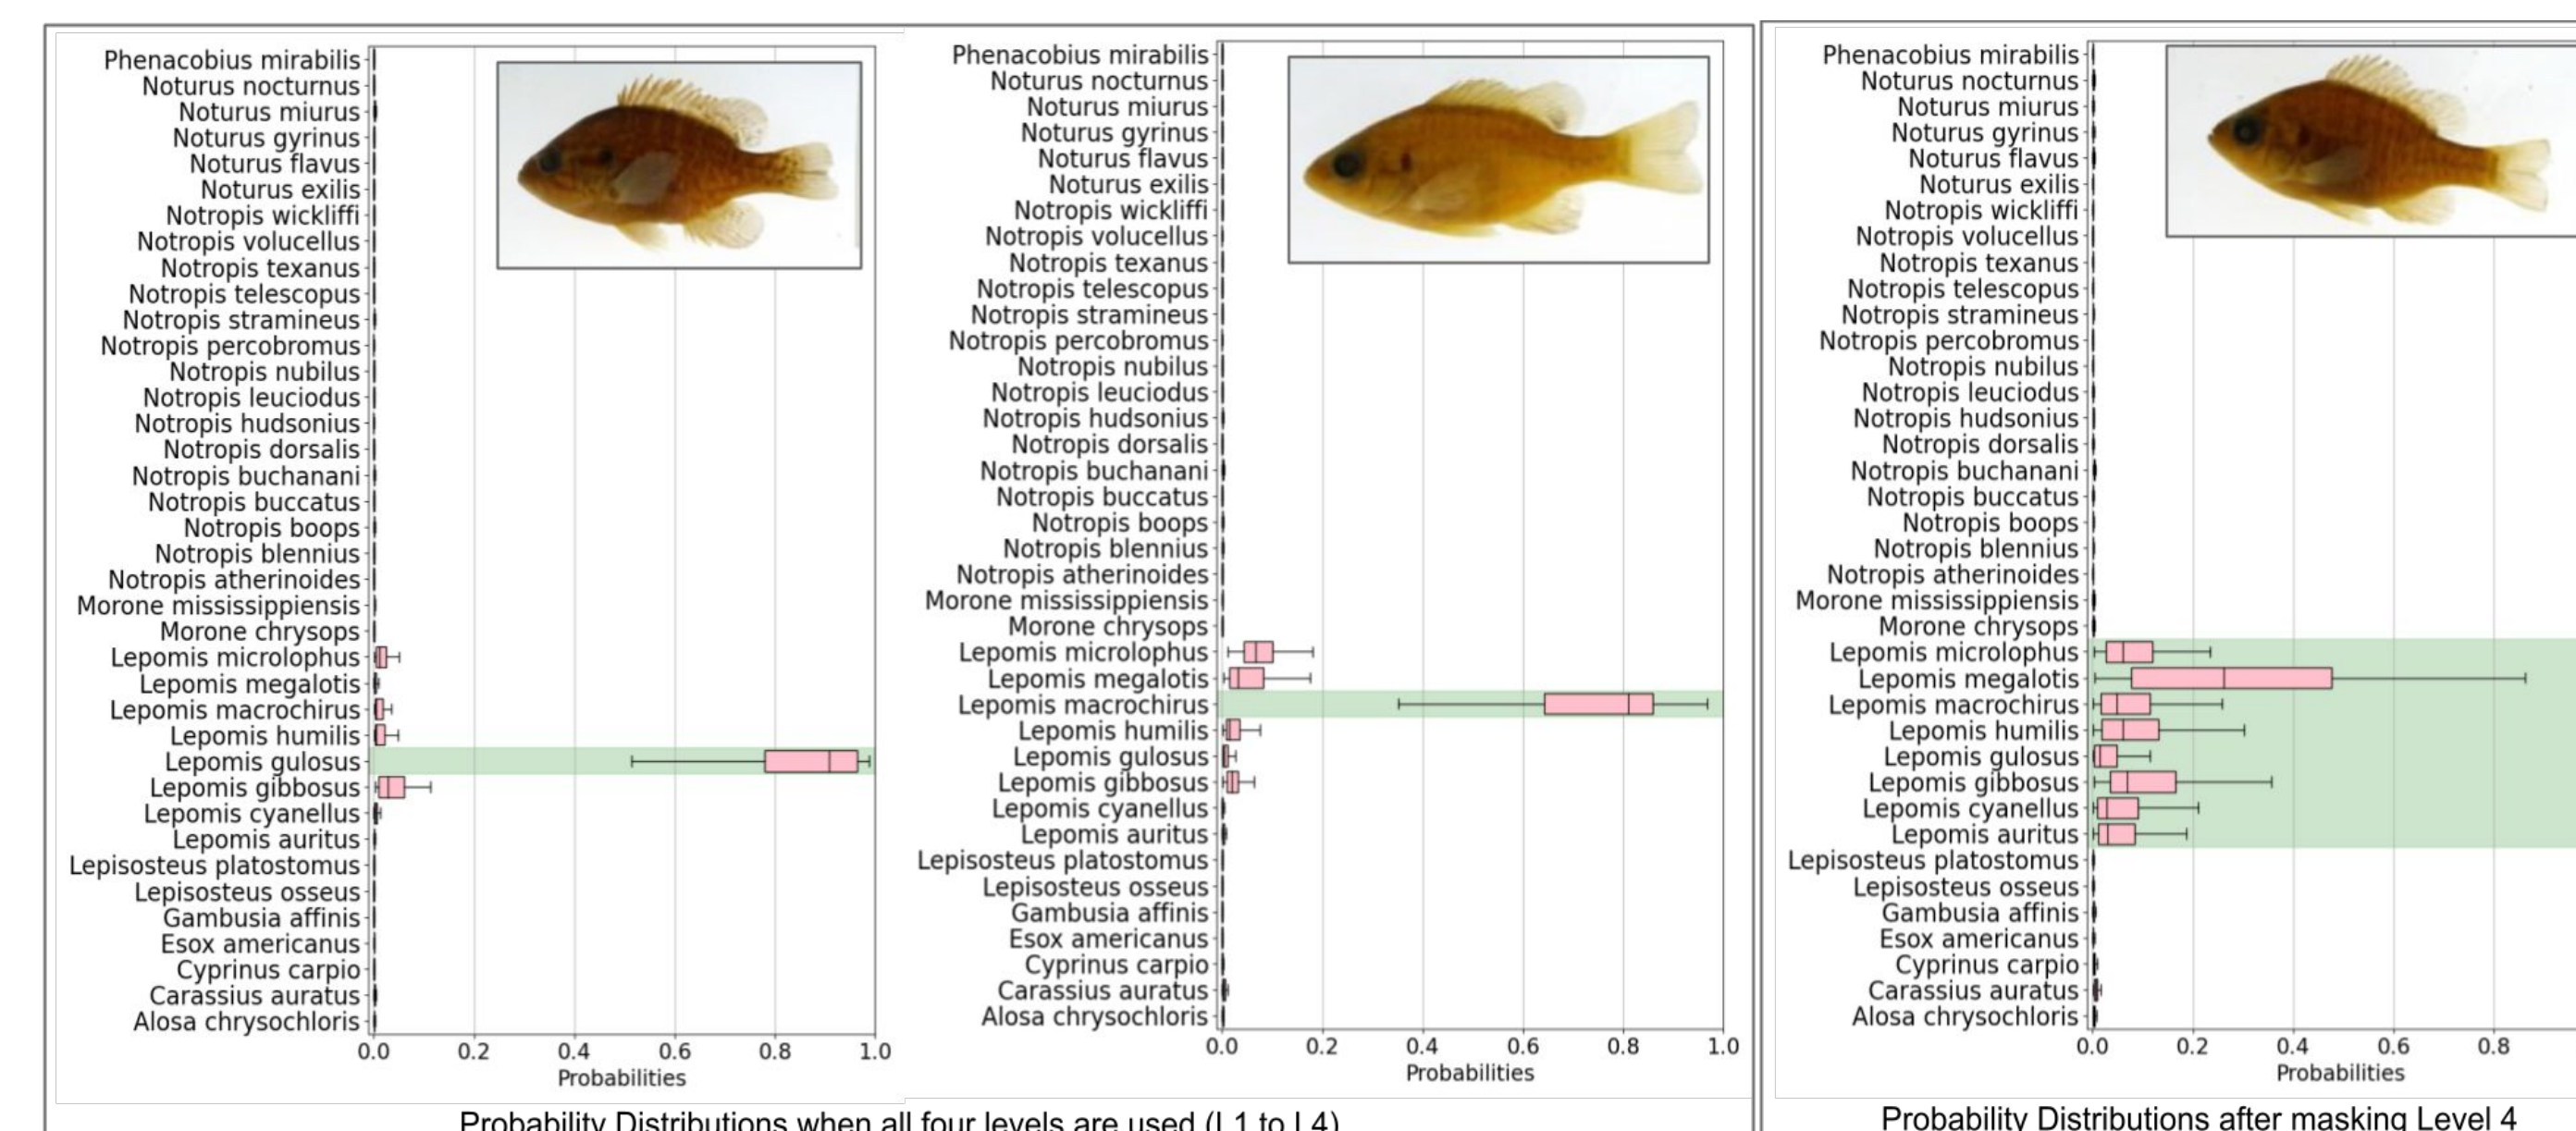 Phenacobius mirabilis
Noturus nocturnus
Noturus miurus
Noturus gyrinus
Noturus flavus
Noturus exilis
Notropis wickliffi
Notropis volucellus
Notropis texanus
Notropis telescopus
Notropis stramineus
Notropis percobromus
Notropis nubilus
Notropis leuciodus
Notropis hudsonius
Notropis dorsalis
Notropis buchanani
Notropis buccatus
Notropis boops
Notropis blennius
Notropis atherinoides
Morone mississippiensis
Morone chrysops
Lepomis microlophus
Lepomis megalotis
Lepomis macrochirus
Lepomis humilis
Lepomis gulosus
Lepomis gibbosus
Lepomis cyanellus
Lepomis auritus
Lepisosteus platostomus
Lepisosteus osseus
Gambusia affinis
Esox americanus
Cyprinus carpio
Carassius auratus
Alosa chrysochloris
0.0 0.2 0.4 0.6 0.8 1.0
Probabilities
Phenacobius mirabilis
Noturus nocturnus
Noturus miurus
Noturus gyrinus
Noturus flavus
Noturus exilis
Notropis wickliffi
Notropis volucellus
Notropis texanus
Notropis telescopus
Notropis stramineus
Notropis percobromus
Notropis nubilus
Notropis leuciodus
Notropis hudsonius
Notropis dorsalis
Notropis buchanani
Notropis buccatus
Notropis boops
Notropis blennius
Notropis atherinoides
Morone mississippiensis
Morone chrysops
Lepomis microlophus
Lepomis megalotis
Lepomis macrochirus
Lepomis humilis
Lepomis gulosus
Lepomis gibbosus
Lepomis cyanellus
Lepomis auritus
Lepisosteus platostomus
Lepisosteus osseus
Gambusia affinis
Esox americanus
Cyprinus carpio
Carassius auratus
Alosa chrysochloris
0.0 0.2 0.4 0.6 0.8 1.0
Probabilities
Probability Distributions when all four levels are used (L1 to L4)
Phenacobius mirabilis
Noturus nocturnus
Noturus miurus
Noturus gyrinus
Noturus flavus
Noturus exilis
Notropis wickliffi
Notropis volucellus
Notropis texanus
Notropis telescopus
Notropis stramineus
Notropis percobromus
Notropis nubilus
Notropis leuciodus
Notropis hudsonius
Notropis dorsalis
Notropis buchanani
Notropis buccatus
Notropis boops
Notropis blennius
Notropis atherinoides
Morone mississippiensis
Morone chrysops
Lepomis microlophus
Lepomis megalotis
Lepomis macrochirus
Lepomis humilis
Lepomis gulosus
Lepomis gibbosus
Lepomis cyanellus
Lepomis auritus
Lepisosteus platostomus
Lepisosteus osseus
Gambusia affinis
Esox americanus
Cyprinus carpio
Carassius auratus
Alosa chrysochloris
0.0 0.2 0.4 0.6 0.8
Probabilities
Probability Distributions after masking Level 4